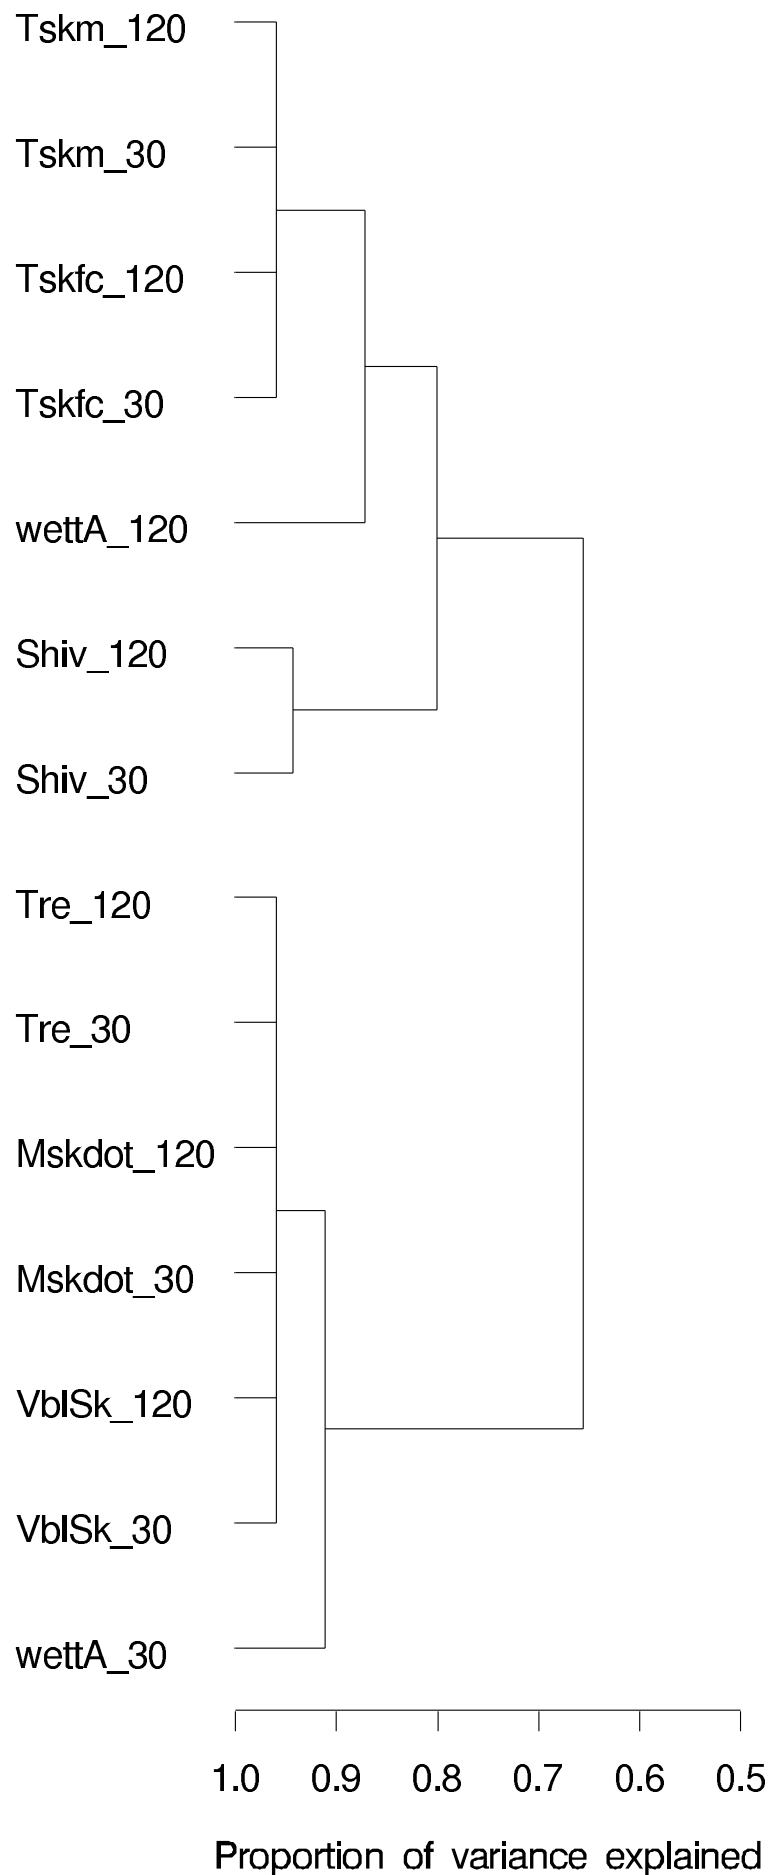 Tskm_120
Tskm_30
Tskfc_120
Tskfc_30
wettA_120
Shiv_120
Shiv_30
Tre_120
Tre_30
Mskdot_120
Mskdot_30
VblSk_120
VblSk_30
wettA_30
1.0 0.9 0.8 0.7 0.6 0.5
Proportion of variance explained